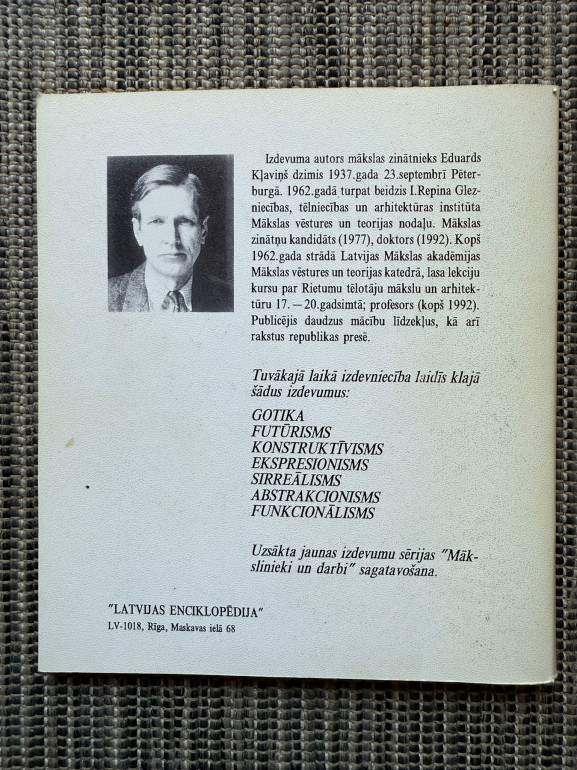 Izdevuma autors mākslas zinātnieks Eduards
Kļaviņš dzimis 1937.gada 23.septembrī Pēter-
burgā. 1962.gadā turpat beidzis I.Repina Glez-
niecības, tēlniecības un arhitektūras institūta
Mākslas vēstures un teorijas nodaļu. Mākslas
zinātņu kandidāts (1977), doktors (1992). Kopš
1962.gada strādā Latvijas Mākslas akadēmijas
Mākslas vēstures un teorijas katedrā, lasa lekciju
kursu par Rietumu tēlotāju mākslu un arhitek-
tūru 17. — 20.gadsimtā; profesors (kopš 1992).
Publicējis daudzus mācību līdzekļus, kā arī
rakstus republikas presē.
Tuvākajā laikā izdevniecība laidīs klajā
šādus izdevumus:
GOTIKA
FUTŪRISMS
KONSTRUKTĪVISMS
EKSPRESIONISMS
SIRREĀLISMS
ABSTRAKCIONISMS
FUNKCIONĀLISMS
Uzsākta jaunas izdevumu sērijas "Māk-
slinieki un darbi" sagatavošana.
"LATVIJAS ENCIKLOPĒDIJA"
LV-1018, Rīga, Maskavas ielā 68